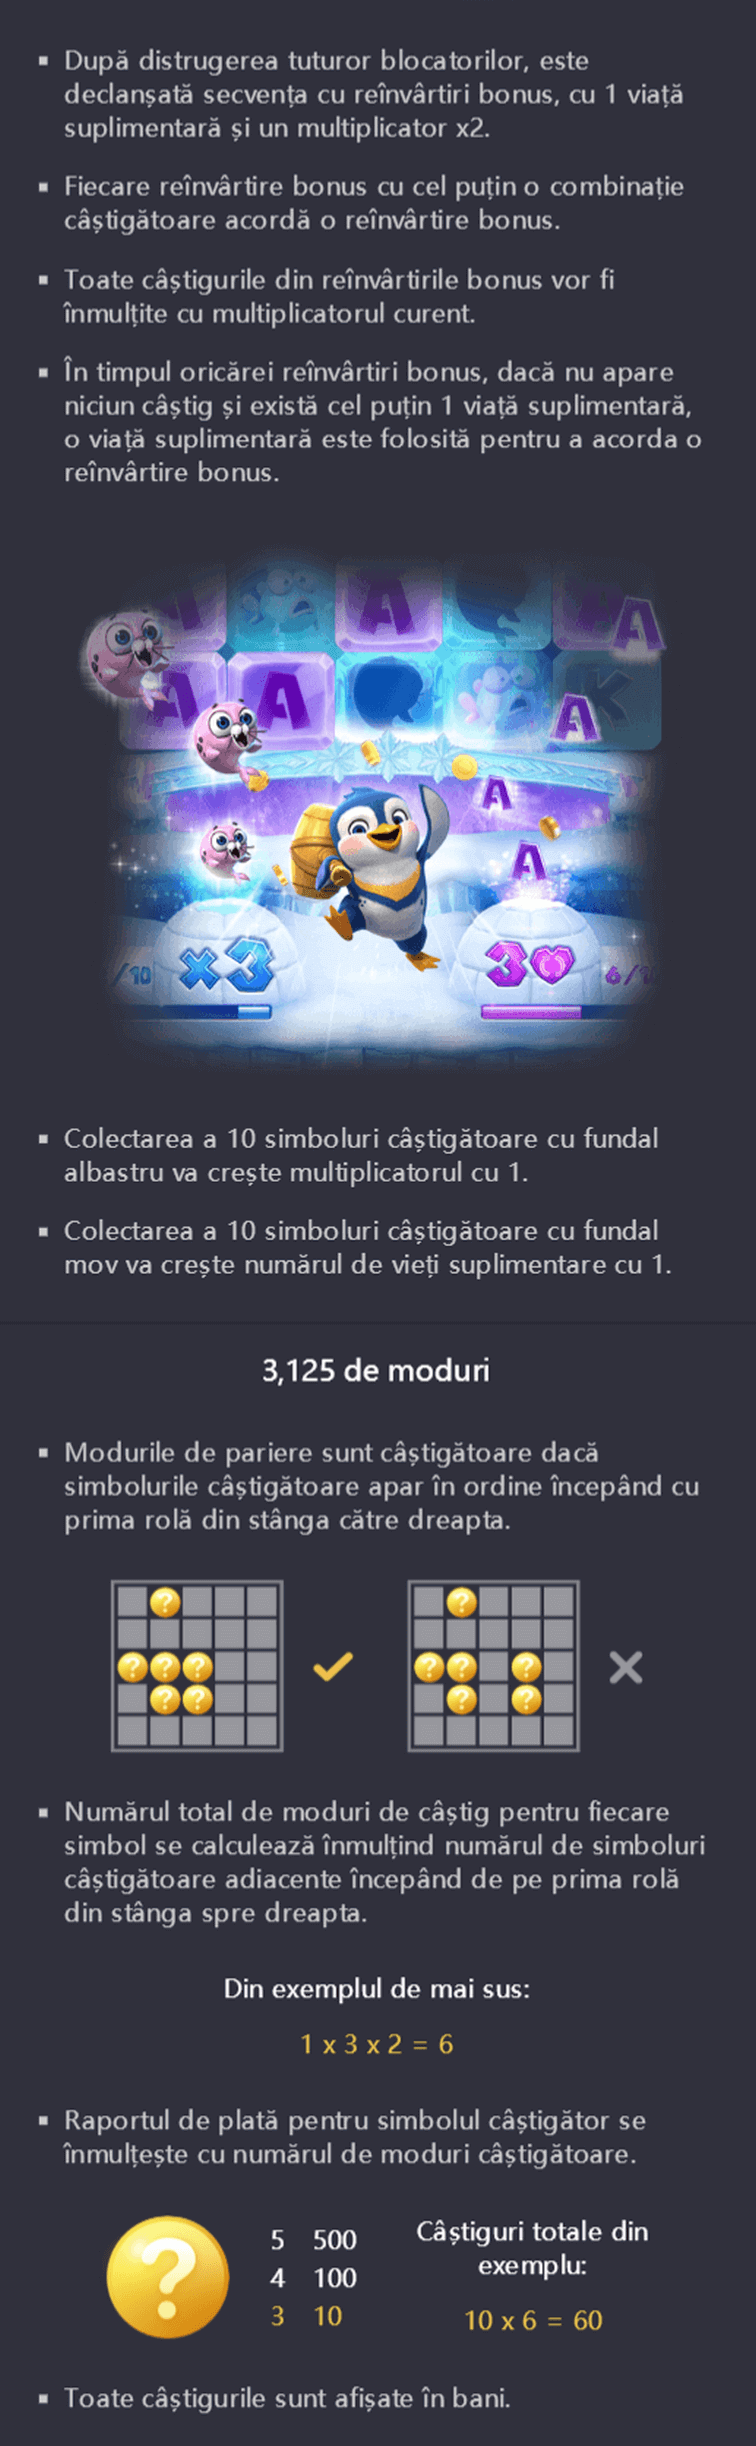 ▪ După distrugerea tuturor blocatorilor, este
declanșată secvența cu reînvârtiri bonus, cu 1 viață
suplimentară și un multiplicator x2.
▪ Fiecare reînvârtire bonus cu cel puțin o combinație
câștigătoare acordă o reînvârtire bonus.
▪ Toate câștigurile din reînvârtirile bonus vor fi
înmulțite cu multiplicatorul curent.
▪ În timpul oricărei reînvârtiri bonus, dacă nu apare
niciun câștig și există cel puțin 1 viață suplimentară,
o viață suplimentară este folosită pentru a acorda o
reînvârtire bonus.
A A
A A A K
A
A
/10 x3 3 6/1
▪ Colectarea a 10 simboluri câștigătoare cu fundal
albastru va crește multiplicatorul cu 1.
▪ Colectarea a 10 simboluri câștigătoare cu fundal
mov va crește numărul de vieți suplimentare cu 1.
3,125 de moduri
▪ Modurile de pariere sunt câștigătoare dacă
simbolurile câștigătoare apar în ordine începând cu
prima rolă din stânga către dreapta.
? ?
? ? ? ? ? ?
? ? ? ?
▪ Numărul total de moduri de câștig pentru fiecare
simbol se calculează înmulțind numărul de simboluri
câștigătoare adiacente începând de pe prima rolă
din stânga spre dreapta.
Din exemplul de mai sus:
1 x 3 x 2 = 6
▪ Raportul de plată pentru simbolul câștigător se
înmulțește cu numărul de moduri câștigătoare.
?
5 500
4 100
3 10
Câștiguri totale din
exemplu:
10 x 6 = 60
▪ Toate câștigurile sunt afișate în bani.